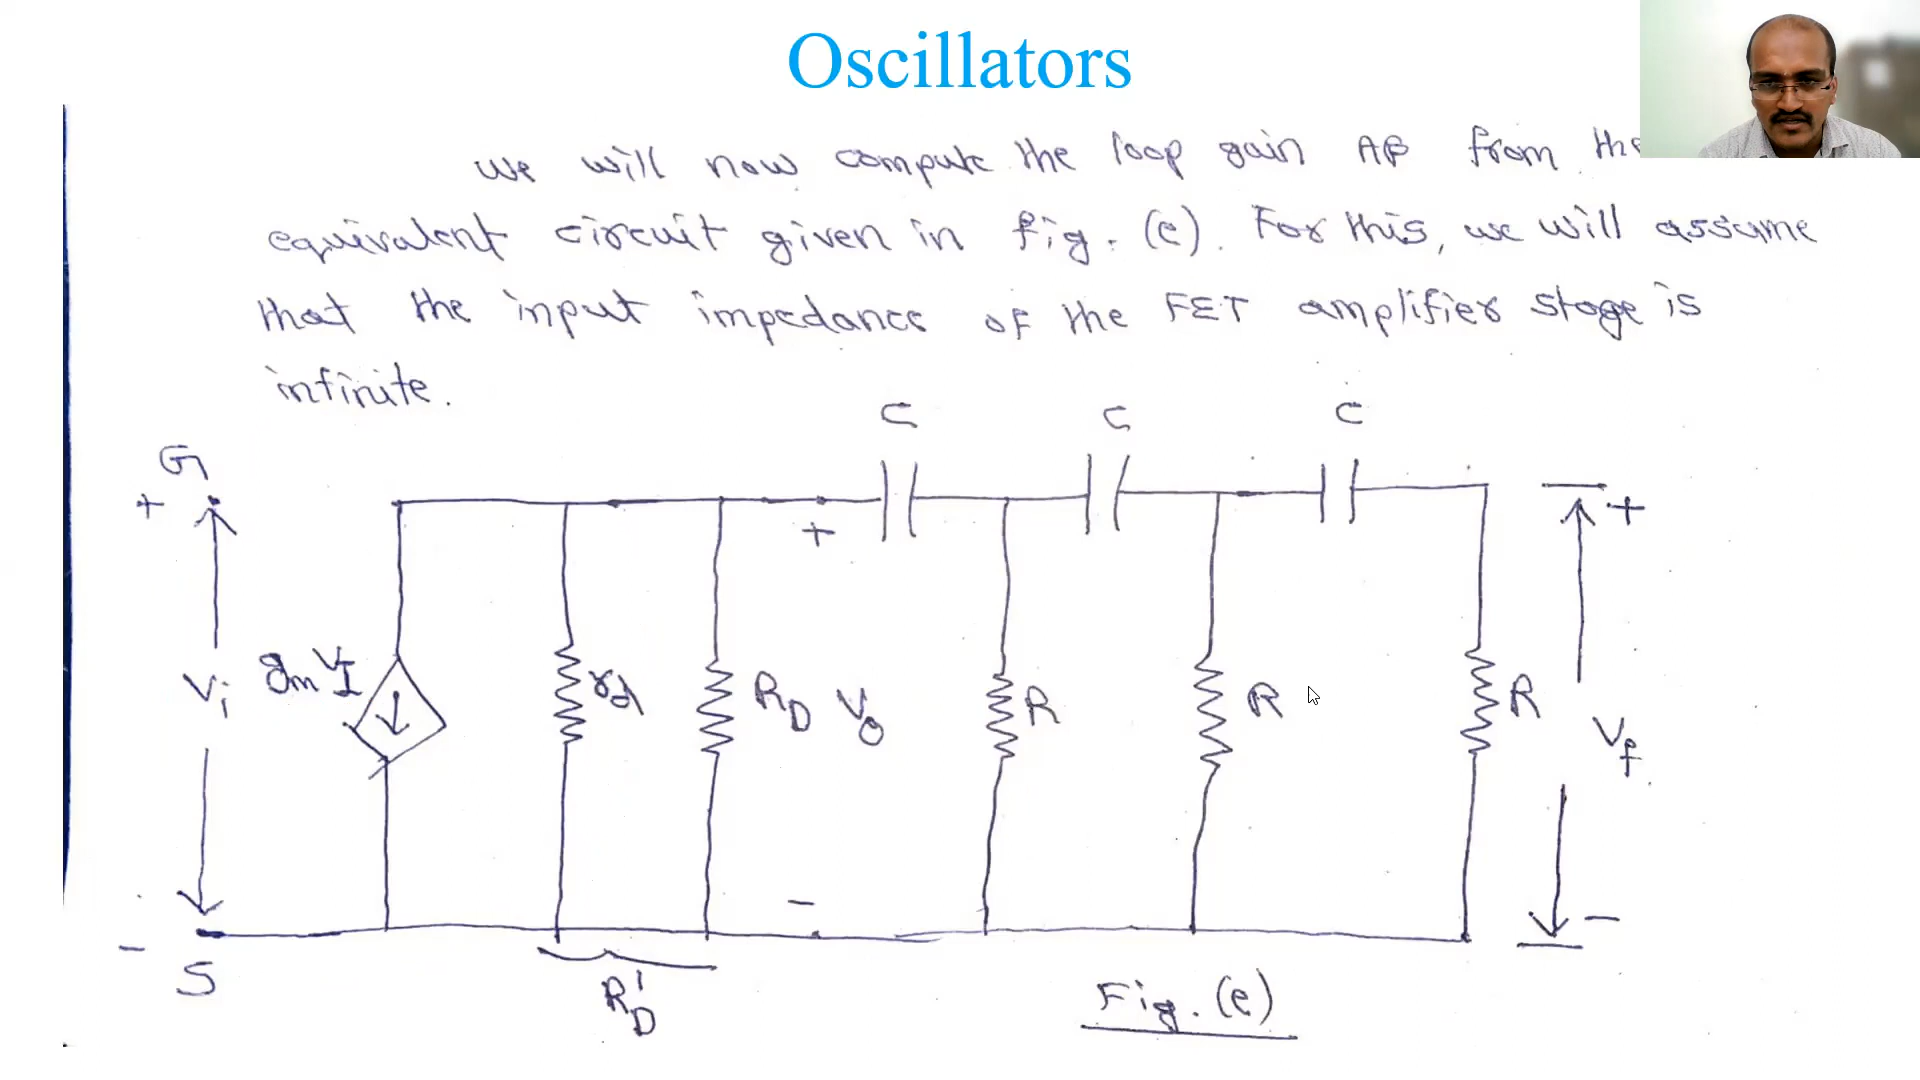 Oscillators
we will now compute the loop gain Aβ from the
equivalent circuit given in fig. (e). For this, we will assume
that the input impedance of the FET amplifier stage is
infinite.
C C C
G
+ + +
Vi gmVI rd RD Vo R R R Vf
- - -
S
RD'
Fig. (e)